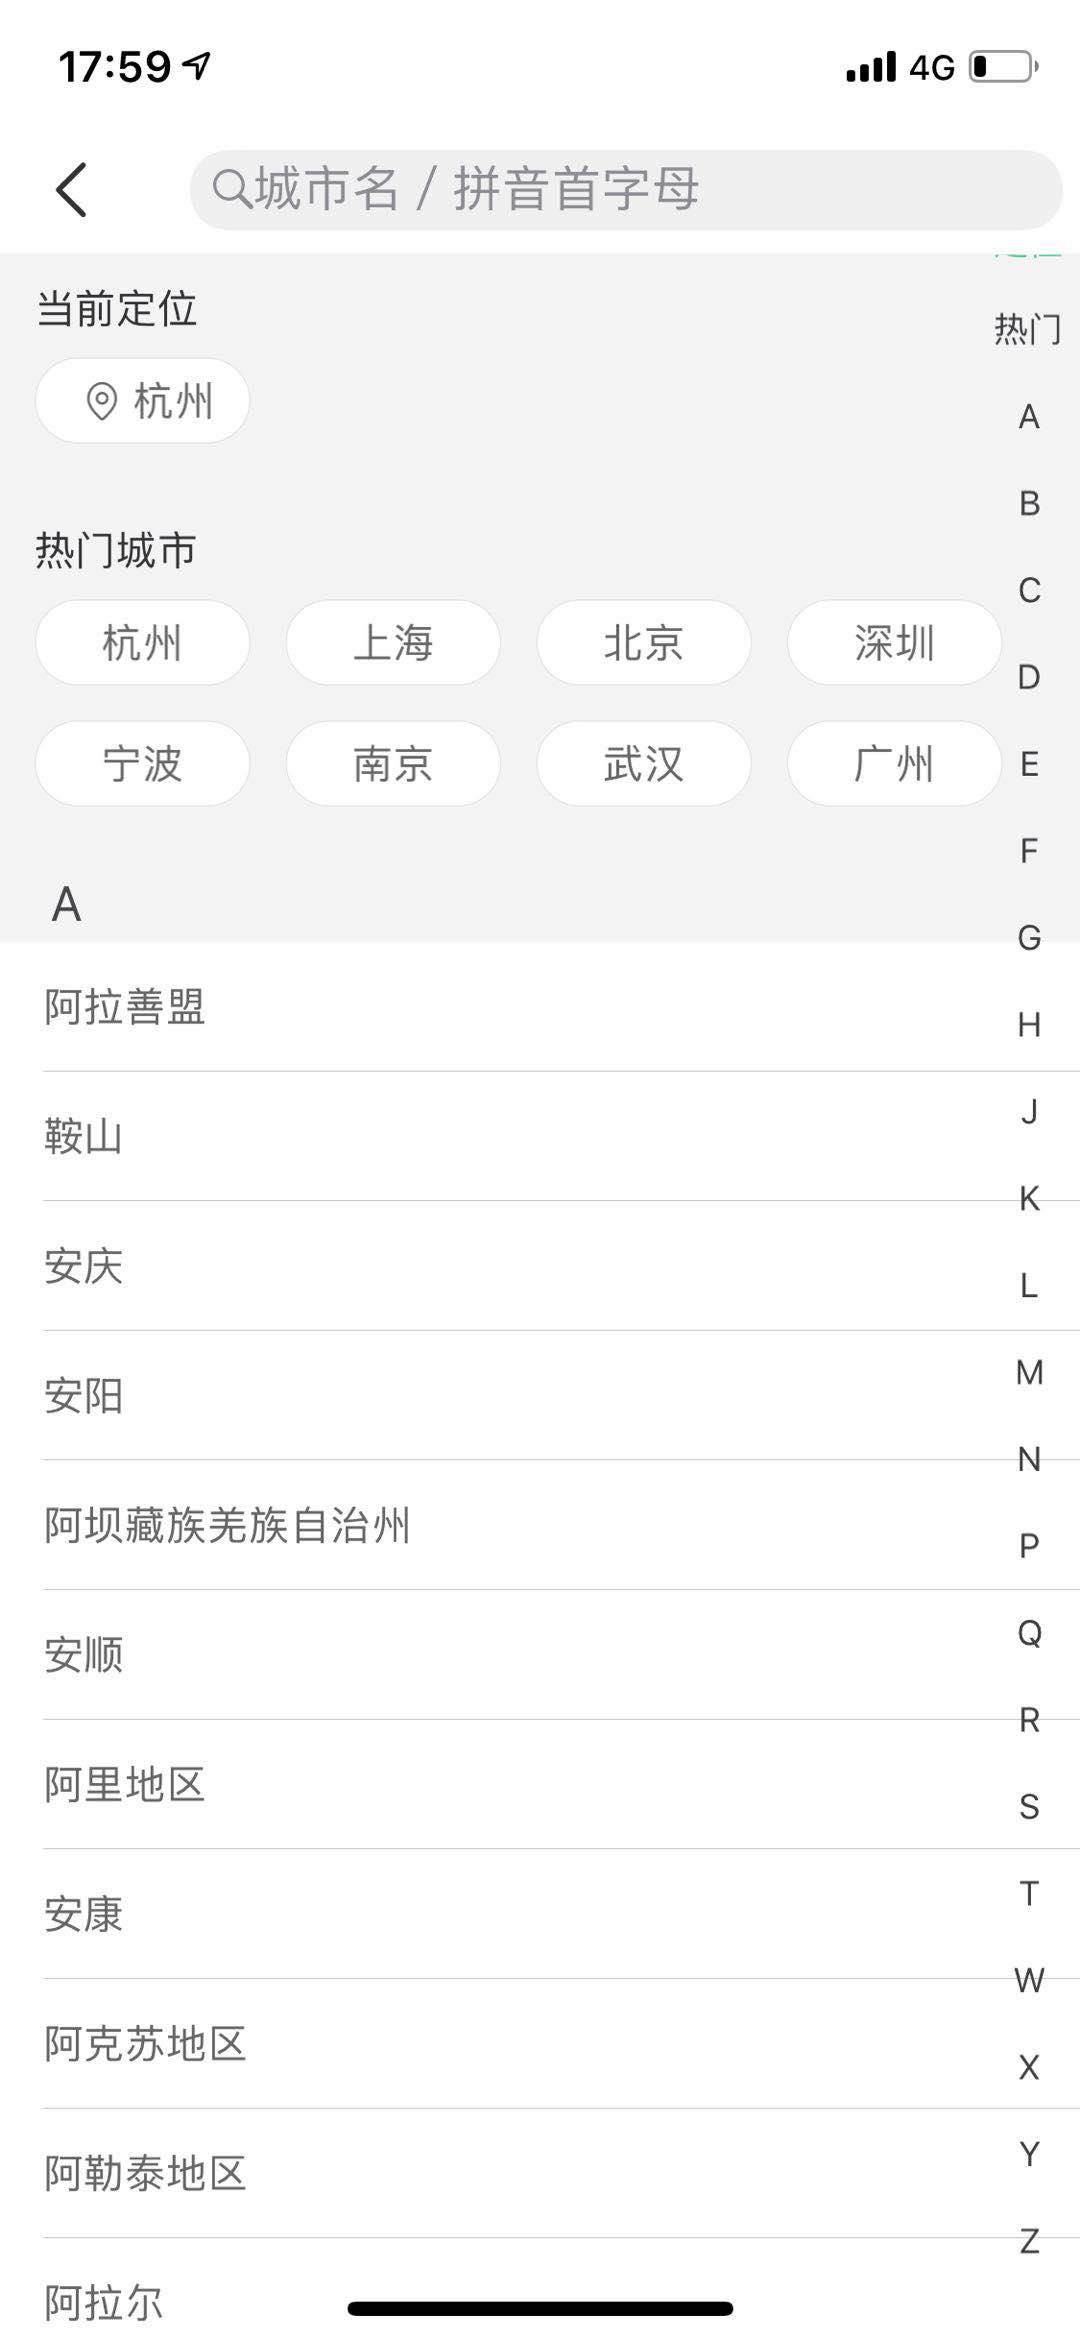 17:59
4G
城市名 / 拼音首字母
当前定位
杭州
热门城市
杭州 上海 北京 深圳
宁波 南京 武汉 广州
A
阿拉善盟
鞍山
安庆
安阳
阿坝藏族羌族自治州
安顺
阿里地区
安康
阿克苏地区
阿勒泰地区
阿拉尔
热门
A
B
C
D
E
F
G
H
J
K
L
M
N
P
Q
R
S
T
W
X
Y
Z